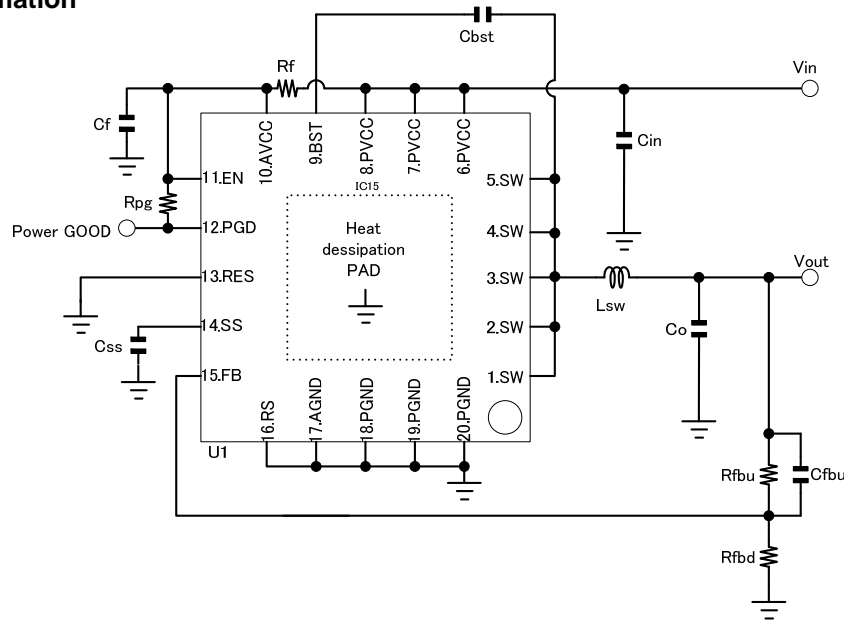 mation
Cbst
Rf
Vin
Cf
10.AVCC
9.BST
8.PVCC
7.PVCC
6.PVCC
Cin
11.EN
IC15
5.SW
Rpg
Power GOOD
12.PGD
Heat
dessipation
PAD
4.SW
13.RES
3.SW
Vout
Lsw
14.SS
Css
2.SW
Co
15.FB
1.SW
16.RS
17.AGND
18.PGND
19.PGND
20.PGND
U1
Rfbu
Cfbu
Rfbd